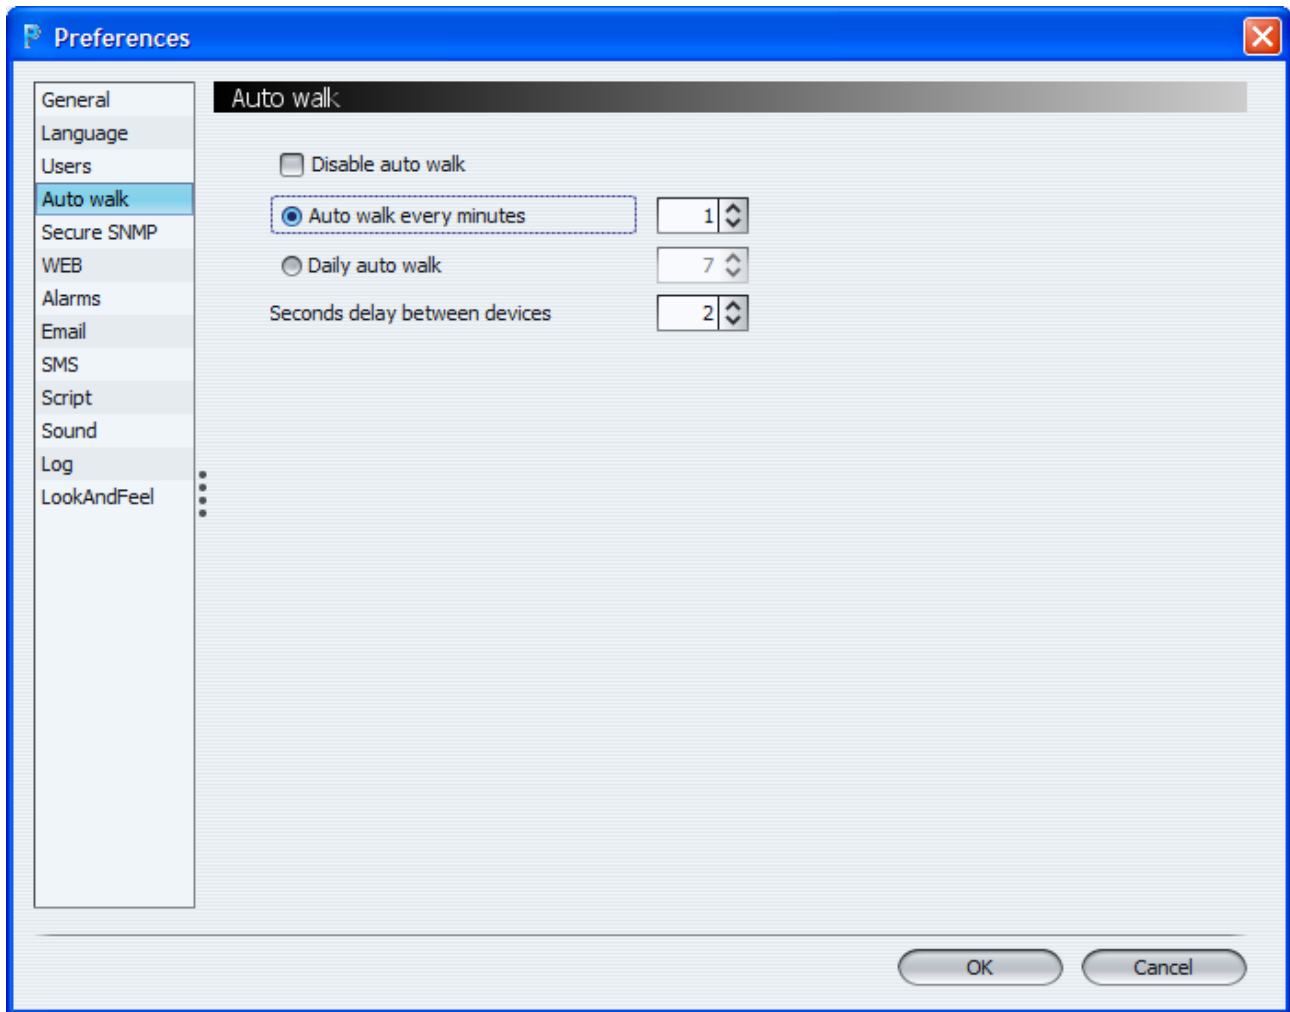 Preferences
General
Language
Users
Auto walk
Secure SNMP
WEB
Alarms
Email
SMS
Script
Sound
Log
LookAndFeel
Auto walk
Disable auto walk
Auto walk every minutes 1
Daily auto walk 7
Seconds delay between devices 2
OK Cancel